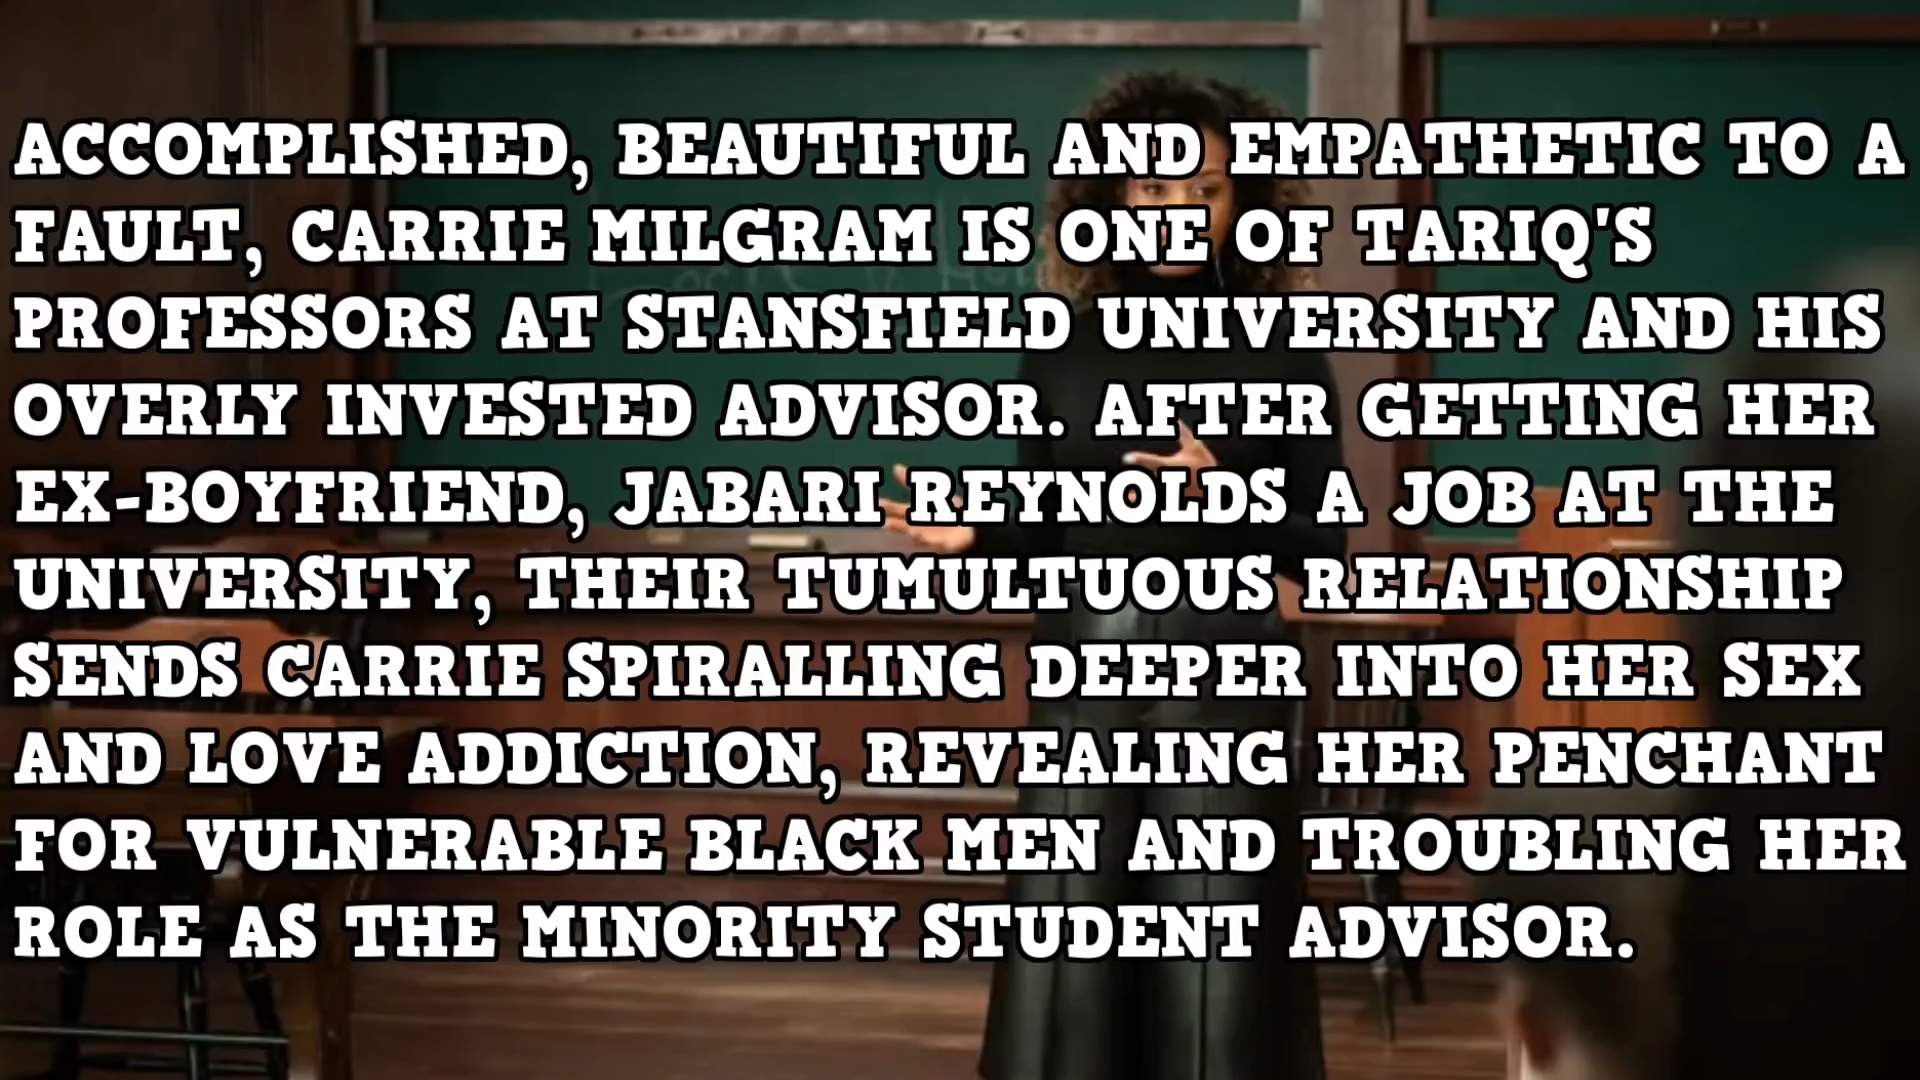 ACCOMPLISHED, BEAUTIFUL AND EMPATHETIC TO A
FAULT, CARRIE MILGRAM IS ONE OF TARIQ'S
PROFESSORS AT STANSFIELD UNIVERSITY AND HIS
OVERLY INVESTED ADVISOR. AFTER GETTING HER
EX-BOYFRIEND, JABARI REYNOLDS A JOB AT THE
UNIVERSITY, THEIR TUMULTUOUS RELATIONSHIP
SENDS CARRIE SPIRALLING DEEPER INTO HER SEX
AND LOVE ADDICTION, REVEALING HER PENCHANT
FOR VULNERABLE BLACK MEN AND TROUBLING HER
ROLE AS THE MINORITY STUDENT ADVISOR.